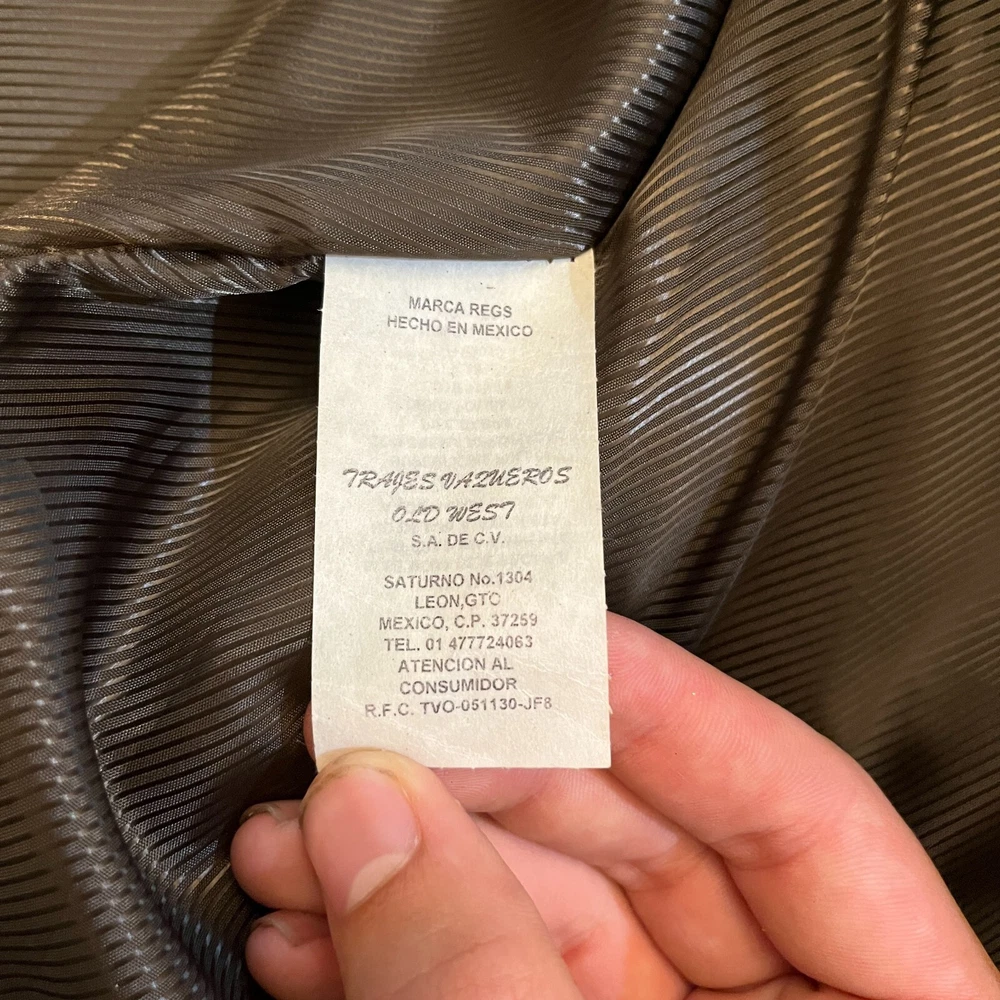 MARCA REGS
HECHO EN MEXICO
TRAJES VAZUEROS
OLD WEST
S.A. DE C.V.
SATURNO No.1304
LEON,GTO
MEXICO, C.P. 37259
TEL. 01 477724063
ATENCION AL
CONSUMIDOR
R.F.C. TVO-051130-JF8